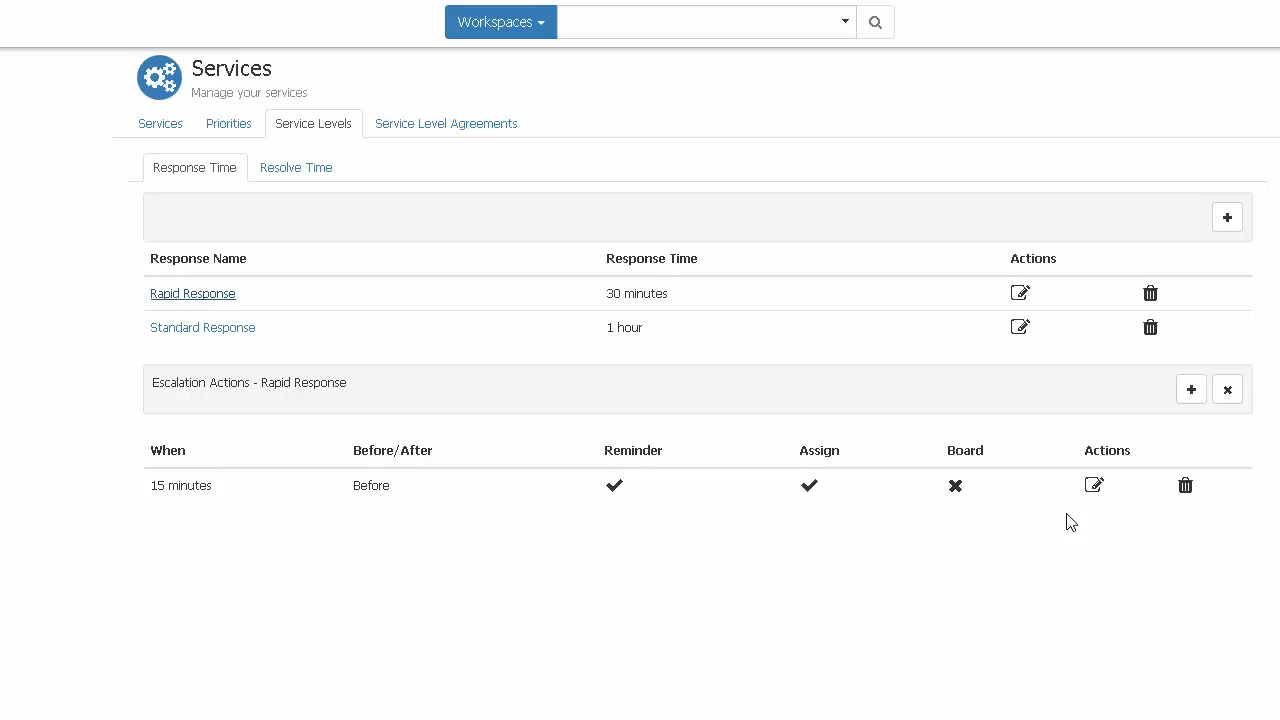 Workspaces
Services
Manage your services
Services Priorities Service Levels Service Level Agreements
Response Time Resolve Time
Response Name Response Time Actions
Rapid Response 30 minutes
Standard Response 1 hour
Escalation Actions - Rapid Response
When Before/After Reminder Assign Board Actions
15 minutes Before